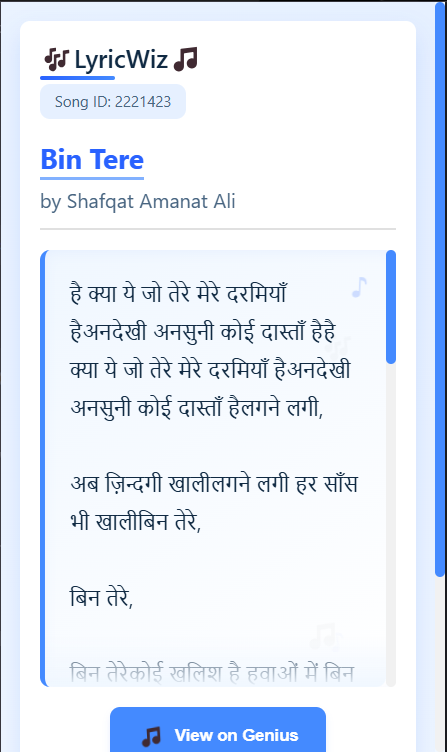 LyricWiz
Song ID: 2221423
Bin Tere
by Shafqat Amanat Ali
है क्या ये जो तेरे मेरे दरमियाँ
हैअनदेखी अनसुनी कोई दास्ताँ हैहै
क्या ये जो तेरे मेरे दरमियाँ हैअनदेखी
अनसुनी कोई दास्ताँ हैलगने लगी,
अब ज़िन्दगी खालीलगने लगी हर साँस
भी खालीबिन तेरे,
बिन तेरे,
बिन तेरेकोई खलिश है हवाओं में बिन
View on Genius